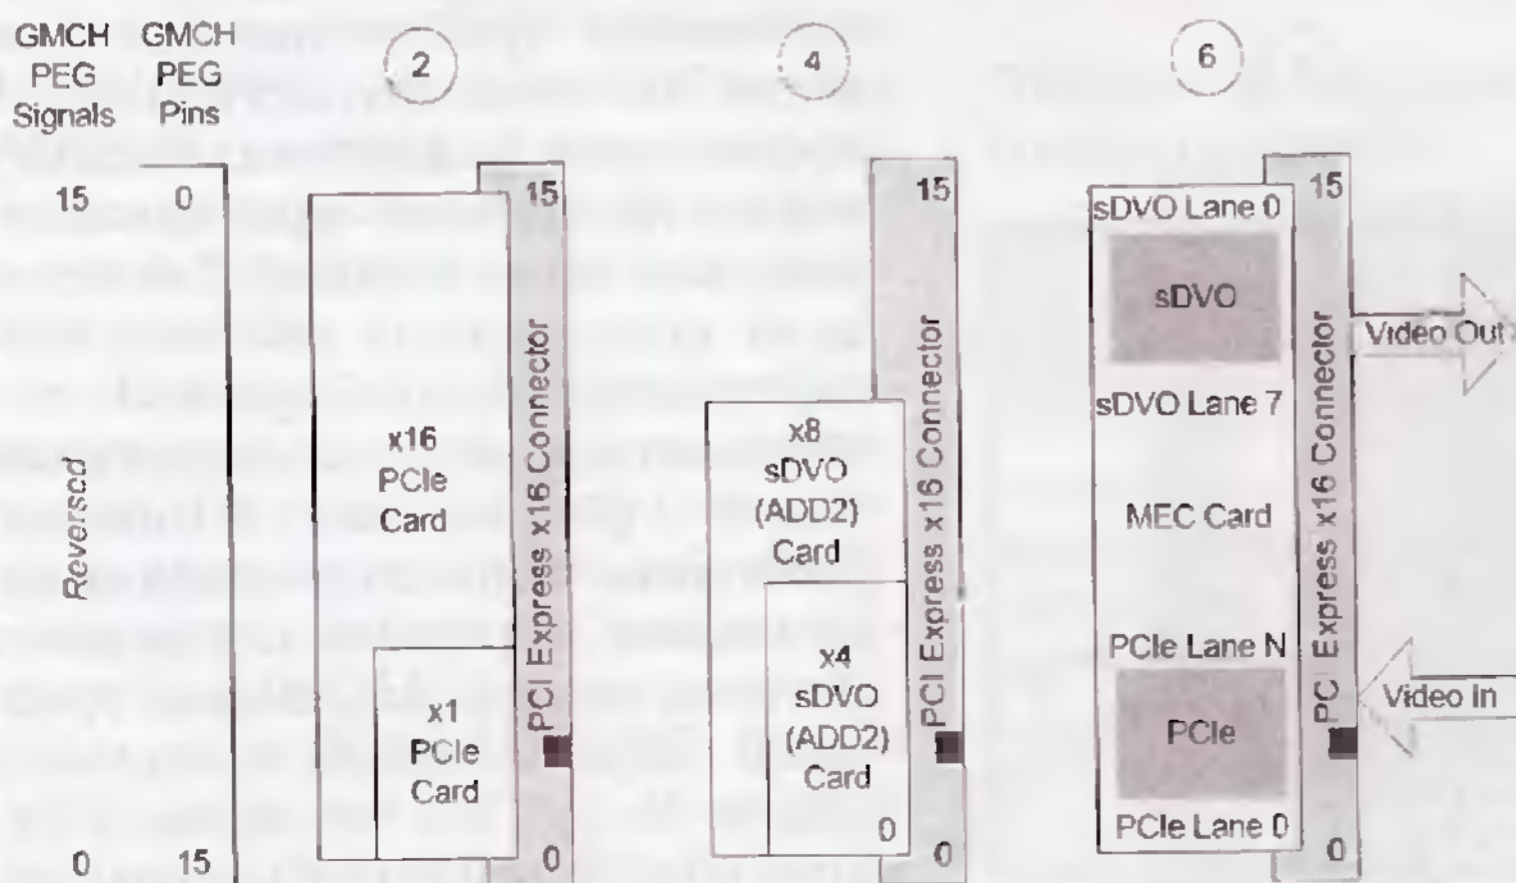 GMCH
PEG
Signals
GMCH
PEG
Pins
2
4
6
15
0
Reversed
0
15
x16
PCIe
Card
x1
PCIe
Card
15
PCI Express x16 Connector
0
x8
sDVO
(ADD2)
Card
x4
sDVO
(ADD2)
Card
0
15
PCI Express x16 Connector
0
sDVO Lane 0
sDVO
sDVO Lane 7
MEC Card
PCIe Lane N
PCIe
PCIe Lane 0
15
PCI Express x16 Connector
0
Video Out
Video In